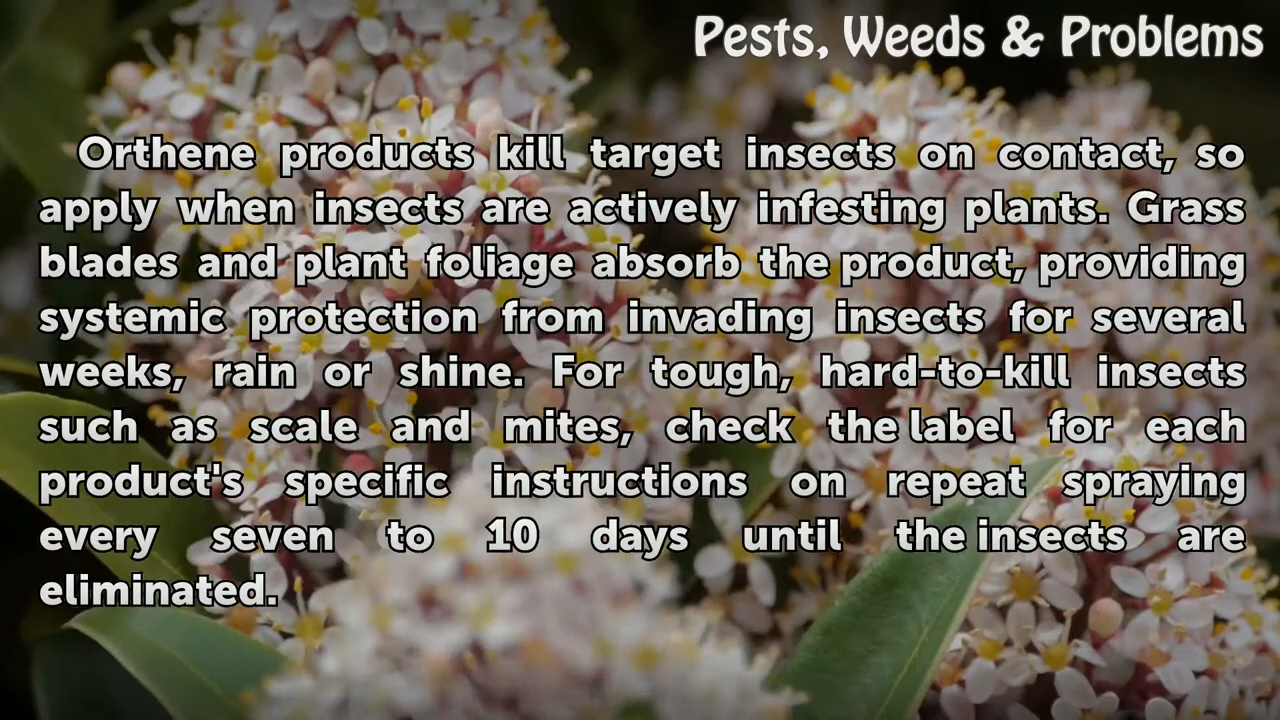 Pests, Weeds & Problems
Orthene products kill target insects on contact, so
apply when insects are actively infesting plants. Grass
blades and plant foliage absorb the product, providing
systemic protection from invading insects for several
weeks, rain or shine. For tough, hard-to-kill insects
such as scale and mites, check the label for each
product's specific instructions on repeat spraying
every seven to 10 days until the insects are
eliminated.